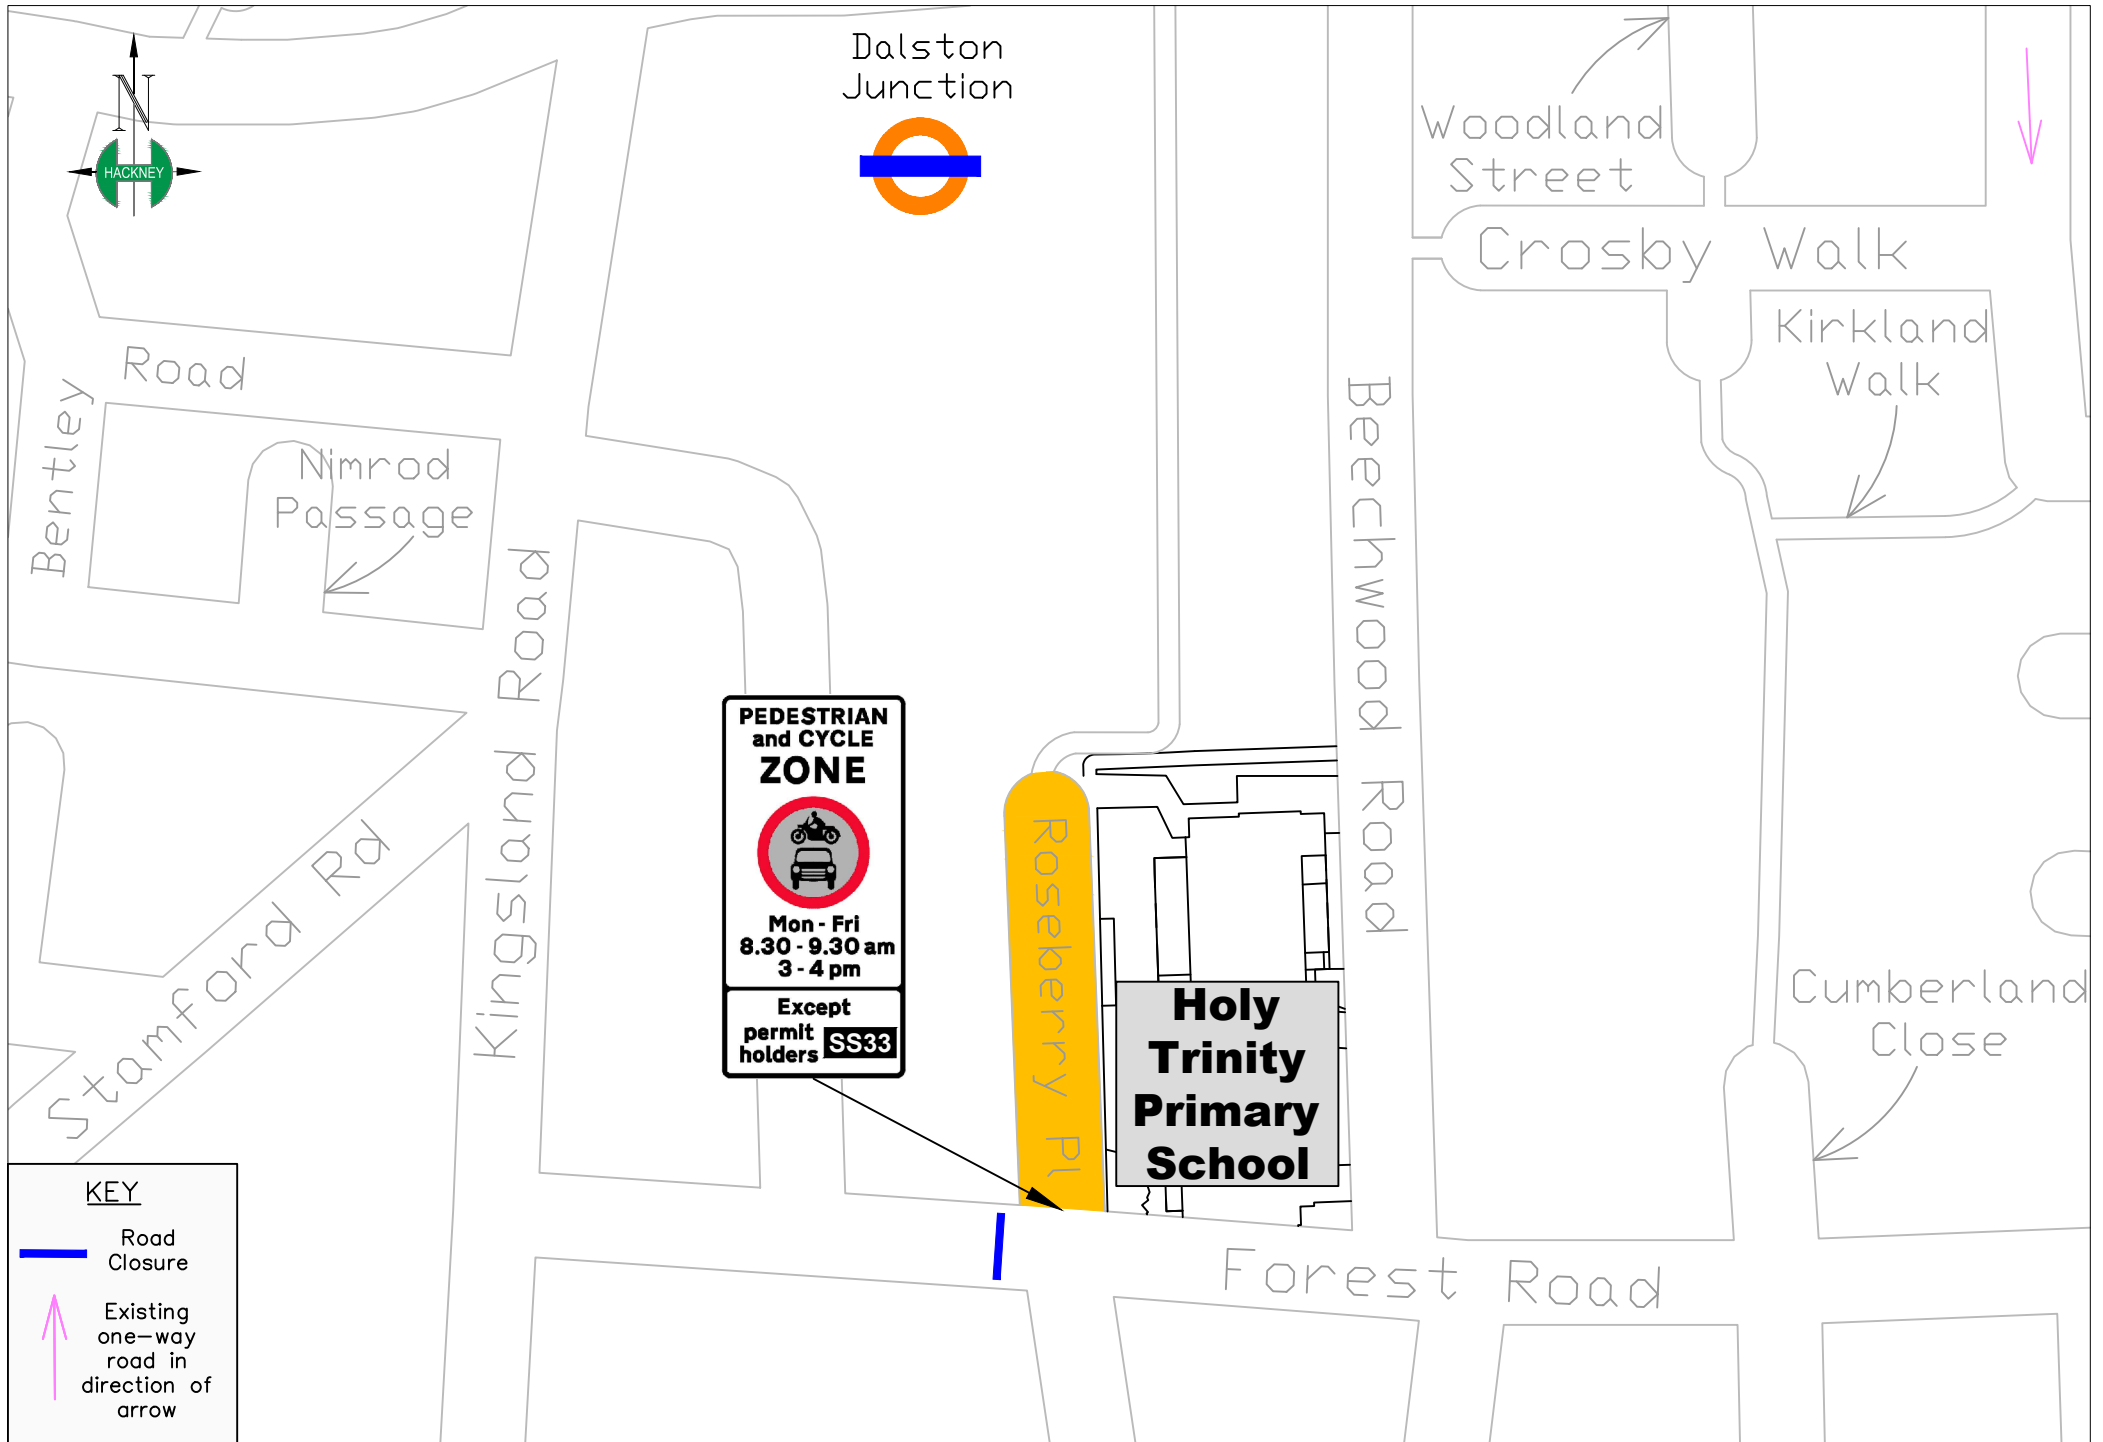 Dalston
Junction
N
HACKNEY
Woodland
Street
Crosby Walk
Kirkland
Walk
Road
Bentley
Nimrod
Passage
Kingsland Road
Beechwood Road
Stamford Rd
PEDESTRIAN
and CYCLE
ZONE
Mon - Fri
8.30 - 9.30 am
3 - 4 pm
Except
permit
holders SS33
Roseberry Pl
Holy
Trinity
Primary
School
Cumberland
Close
Forest Road
KEY
Road
Closure
Existing
one-way
road in
direction of
arrow